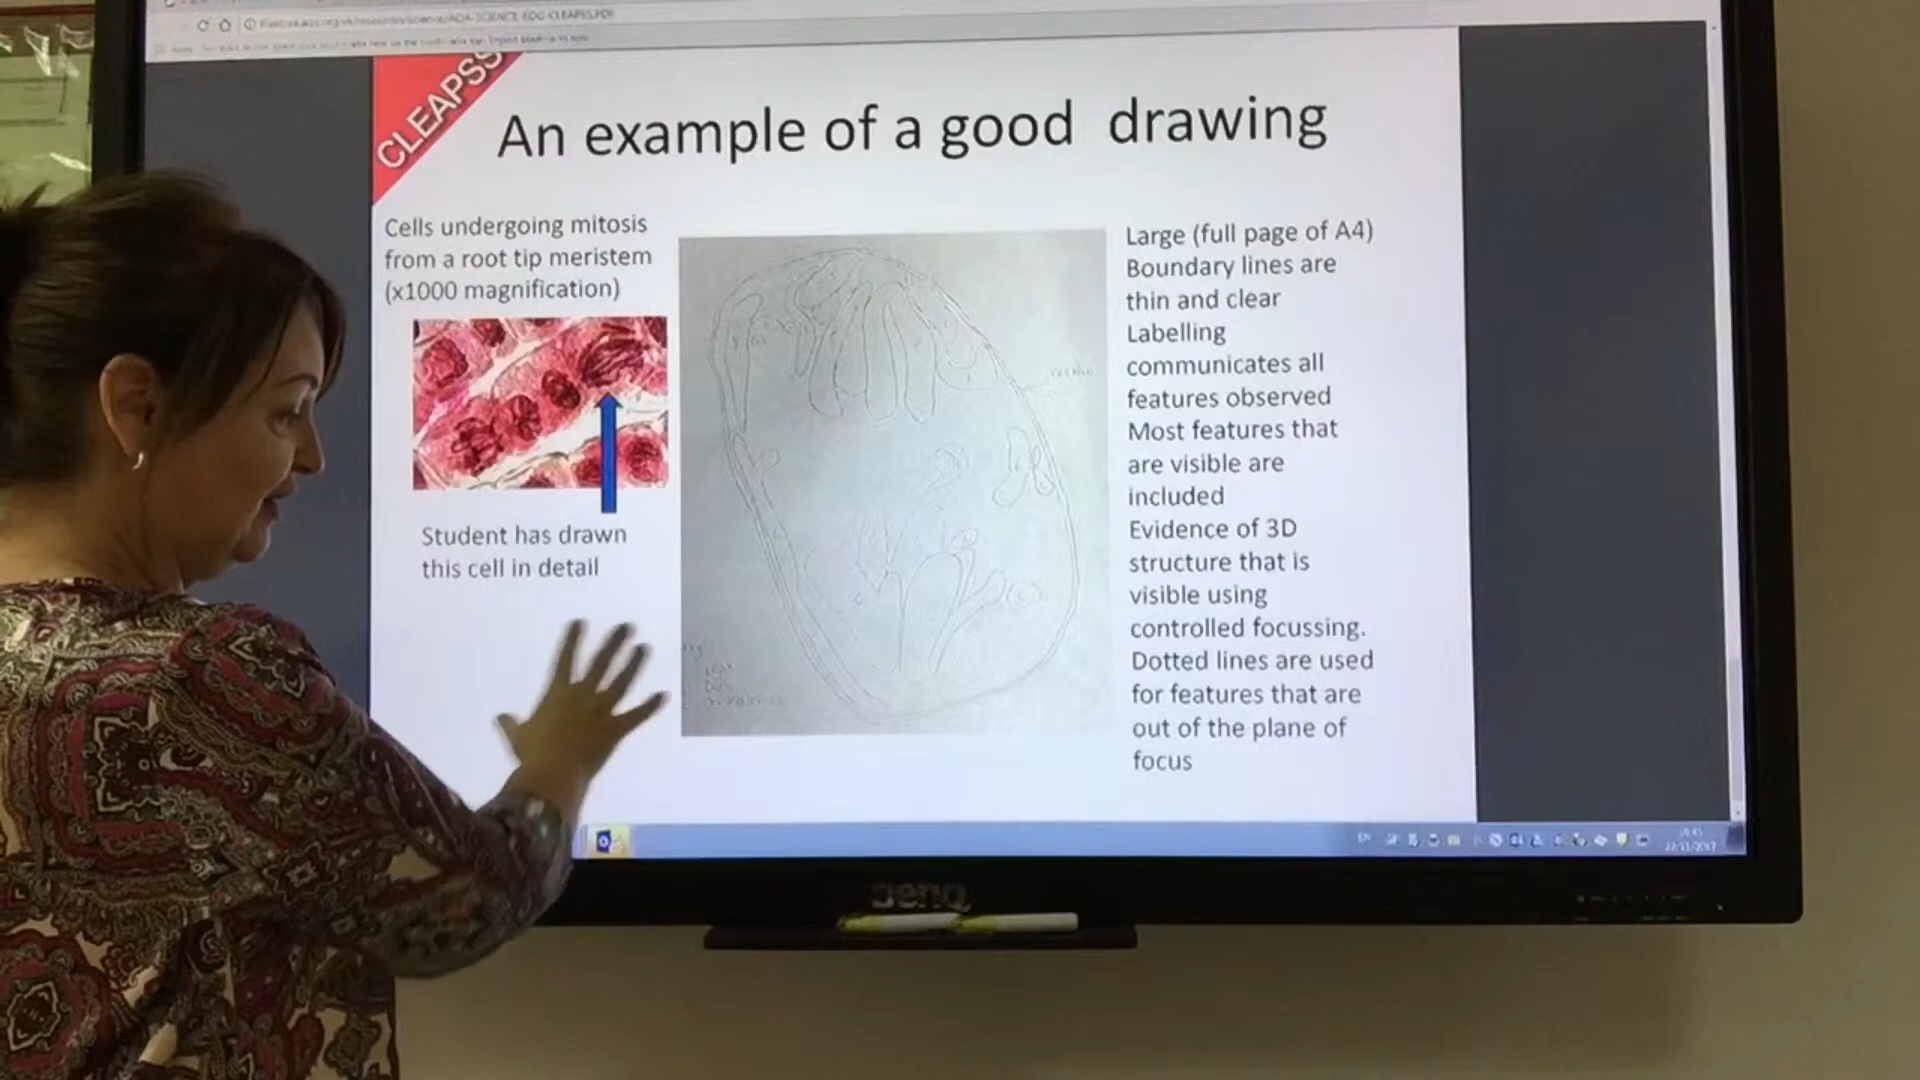 CLEAPSS
An example of a good drawing
Cells undergoing mitosis
from a root tip meristem
(x1000 magnification)
Student has drawn
this cell in detail
Large (full page of A4)
Boundary lines are
thin and clear
Labelling
communicates all
features observed
Most features that
are visible are
included
Evidence of 3D
structure that is
visible using
controlled focussing.
Dotted lines are used
for features that are
out of the plane of
focus
EN
BenQ